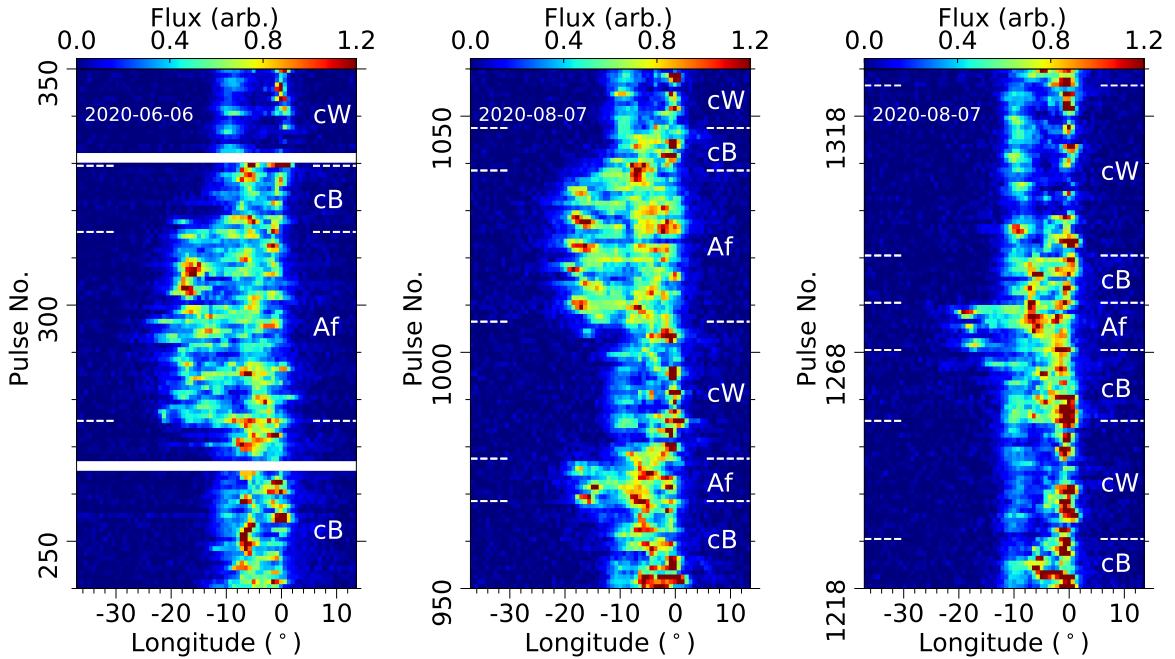 Flux (arb.) Flux (arb.) Flux (arb.)
0.0 0.4 0.8 1.2 0.0 0.4 0.8 1.2 0.0 0.4 0.8 1.2
2020-06-06
cW
cB
Af
cB
350
300
250
Pulse No.
-30 -20 -10 0 10
Longitude (°)
2020-08-07
cW
cB
Af
cW
Af
cB
1050
1000
950
Pulse No.
-30 -20 -10 0 10
Longitude (°)
2020-08-07
cW
cB
Af
cB
cW
cB
1318
1268
1218
Pulse No.
-30 -20 -10 0 10
Longitude (°)